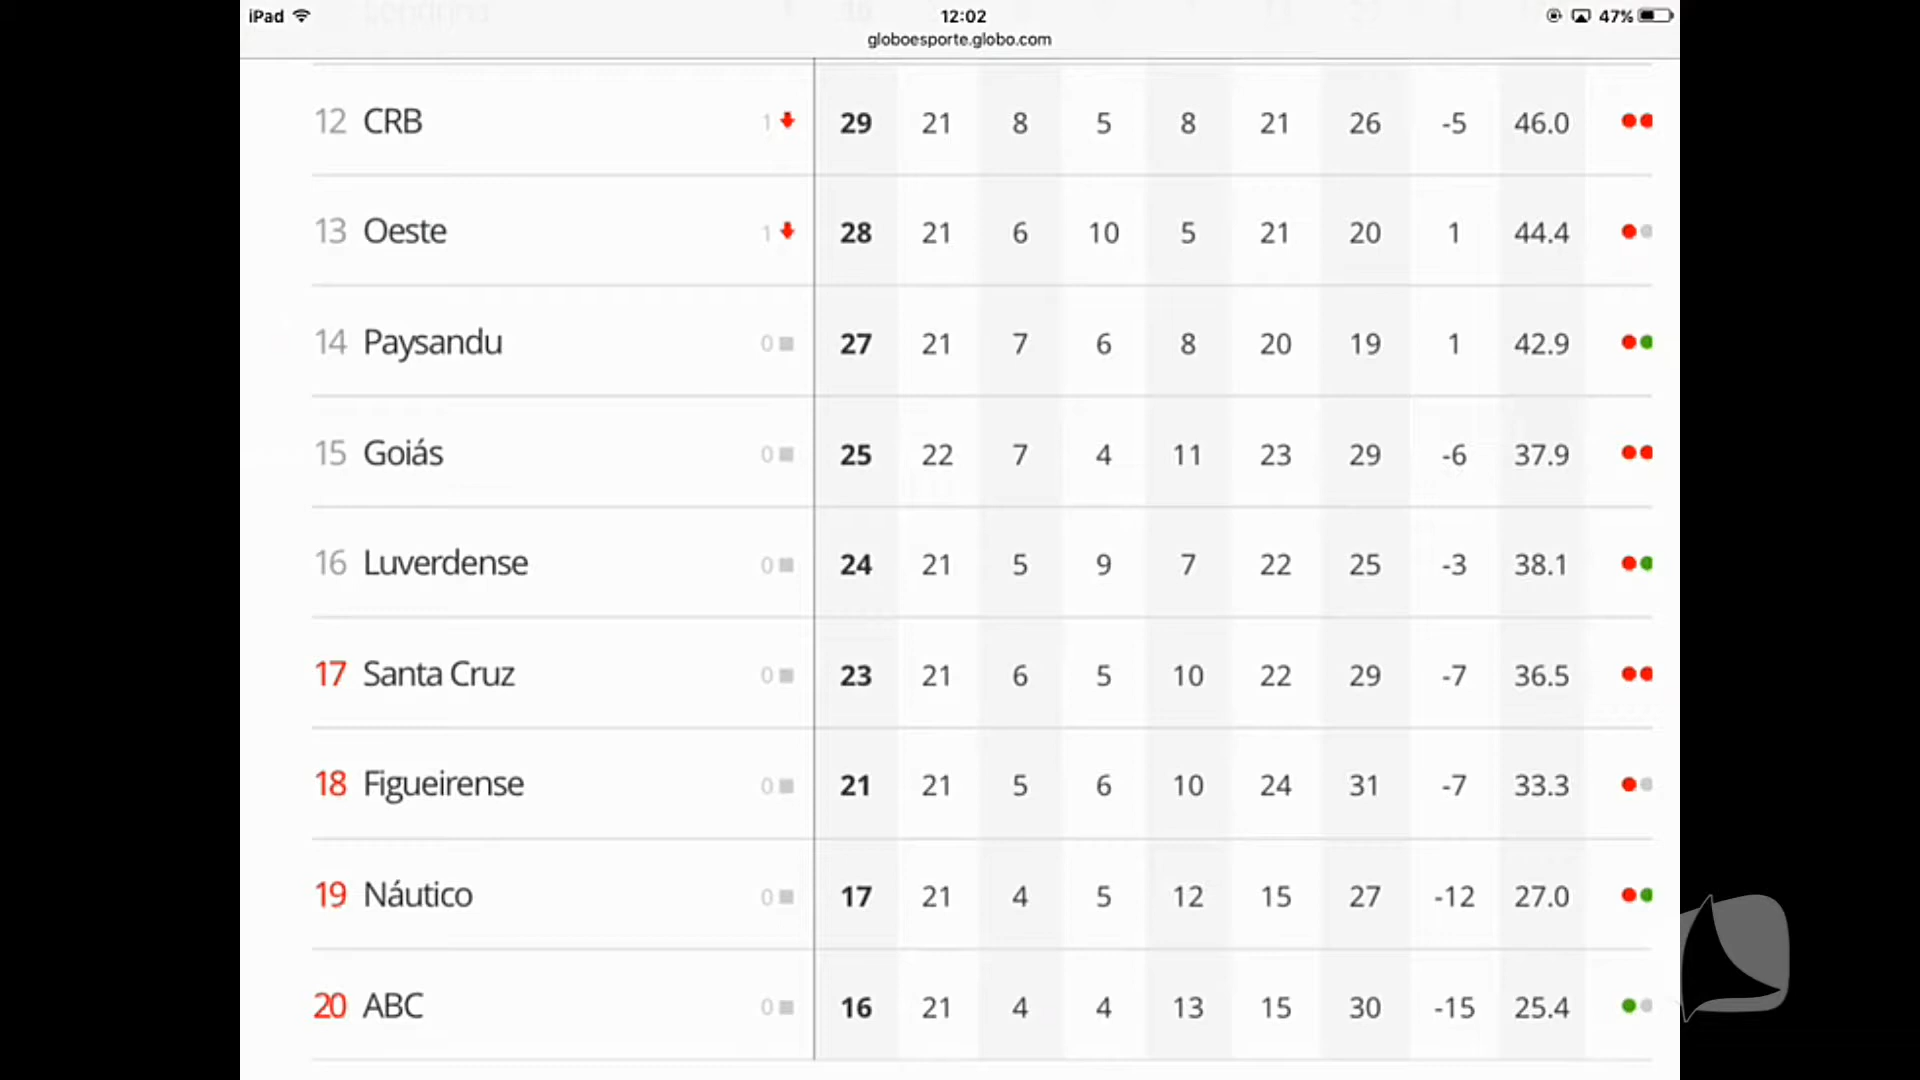 iPad 12:02 47%
globoesporte.globo.com
Londrina
12 CRB 1 29 21 8 5 8 21 26 -5 46.0
13 Oeste 1 28 21 6 10 5 21 20 1 44.4
14 Paysandu 0 27 21 7 6 8 20 19 1 42.9
15 Goiás 0 25 22 7 4 11 23 29 -6 37.9
16 Luverdense 0 24 21 5 9 7 22 25 -3 38.1
17 Santa Cruz 0 23 21 6 5 10 22 29 -7 36.5
18 Figueirense 0 21 21 5 6 10 24 31 -7 33.3
19 Náutico 0 17 21 4 5 12 15 27 -12 27.0
20 ABC 0 16 21 4 4 13 15 30 -15 25.4